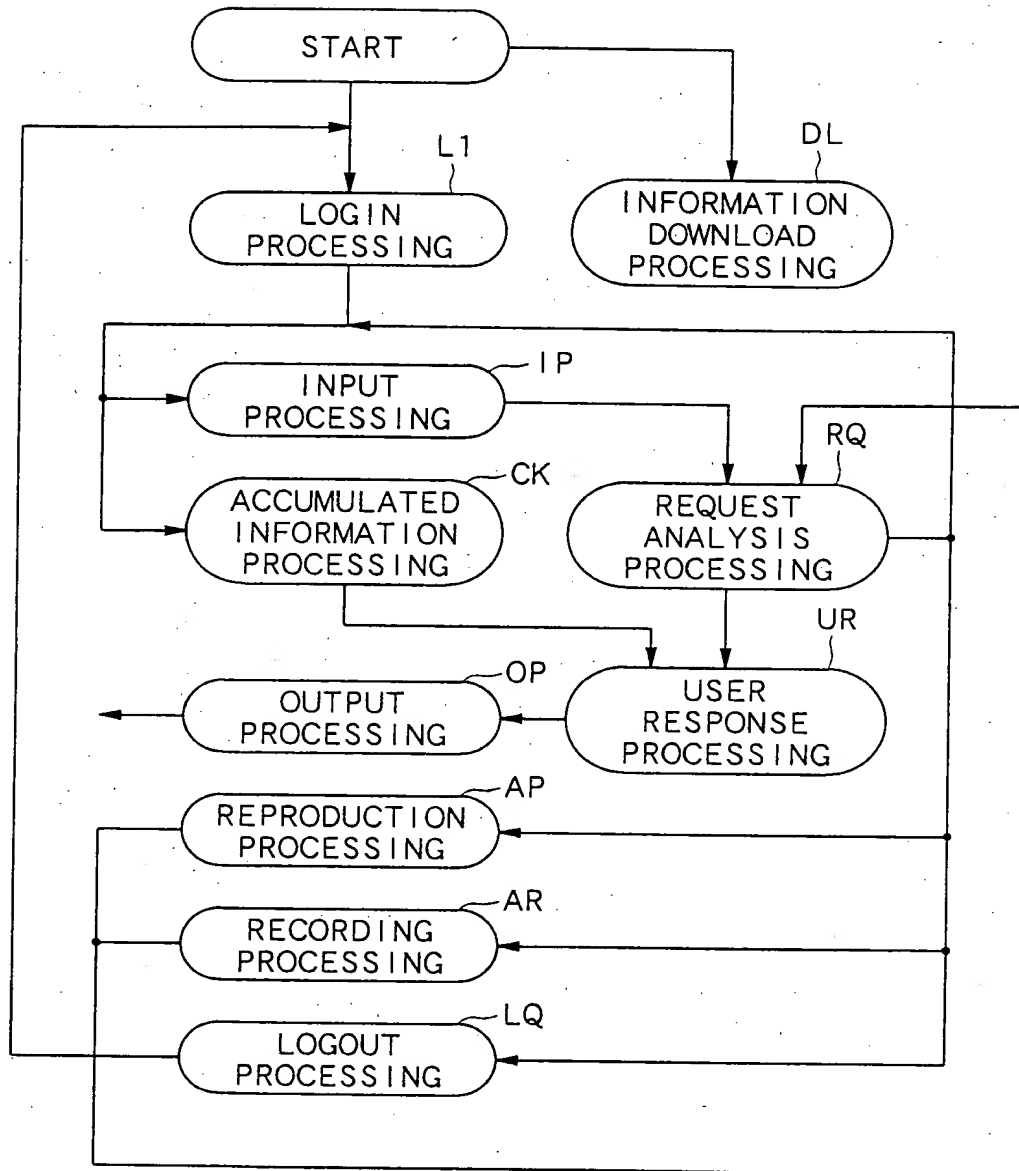 START
L1
DL
LOGIN
PROCESSING
INFORMATION
DOWNLOAD
PROCESSING
IP
INPUT
PROCESSING
RQ
CK
ACCUMULATED
INFORMATION
PROCESSING
REQUEST
ANALYSIS
PROCESSING
UR
OP
OUTPUT
PROCESSING
USER
RESPONSE
PROCESSING
AP
REPRODUCTION
PROCESSING
AR
RECORDING
PROCESSING
LQ
LOGOUT
PROCESSING